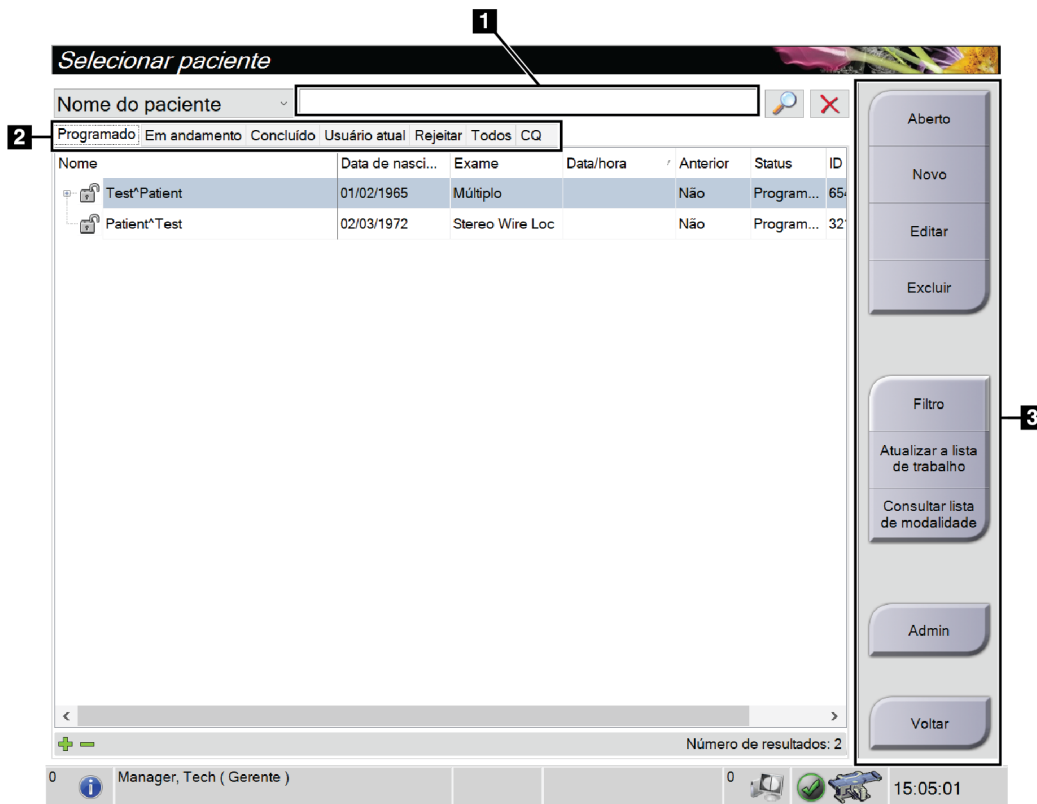 1
Selecionar paciente
Nome do paciente
2
Programado Em andamento Concluído Usuário atual Rejeitar Todos CQ
Nome Data de nasci... Exame Data/hora Anterior Status ID
Test^Patient 01/02/1965 Múltiplo Não Program... 654
Patient^Test 02/03/1972 Stereo Wire Loc Não Program... 321
Aberto
Novo
Editar
Excluir
Filtro
3
Atualizar a lista
de trabalho
Consultar lista
de modalidade
Admin
Voltar
Número de resultados: 2
0 Manager, Tech ( Gerente ) 0 15:05:01